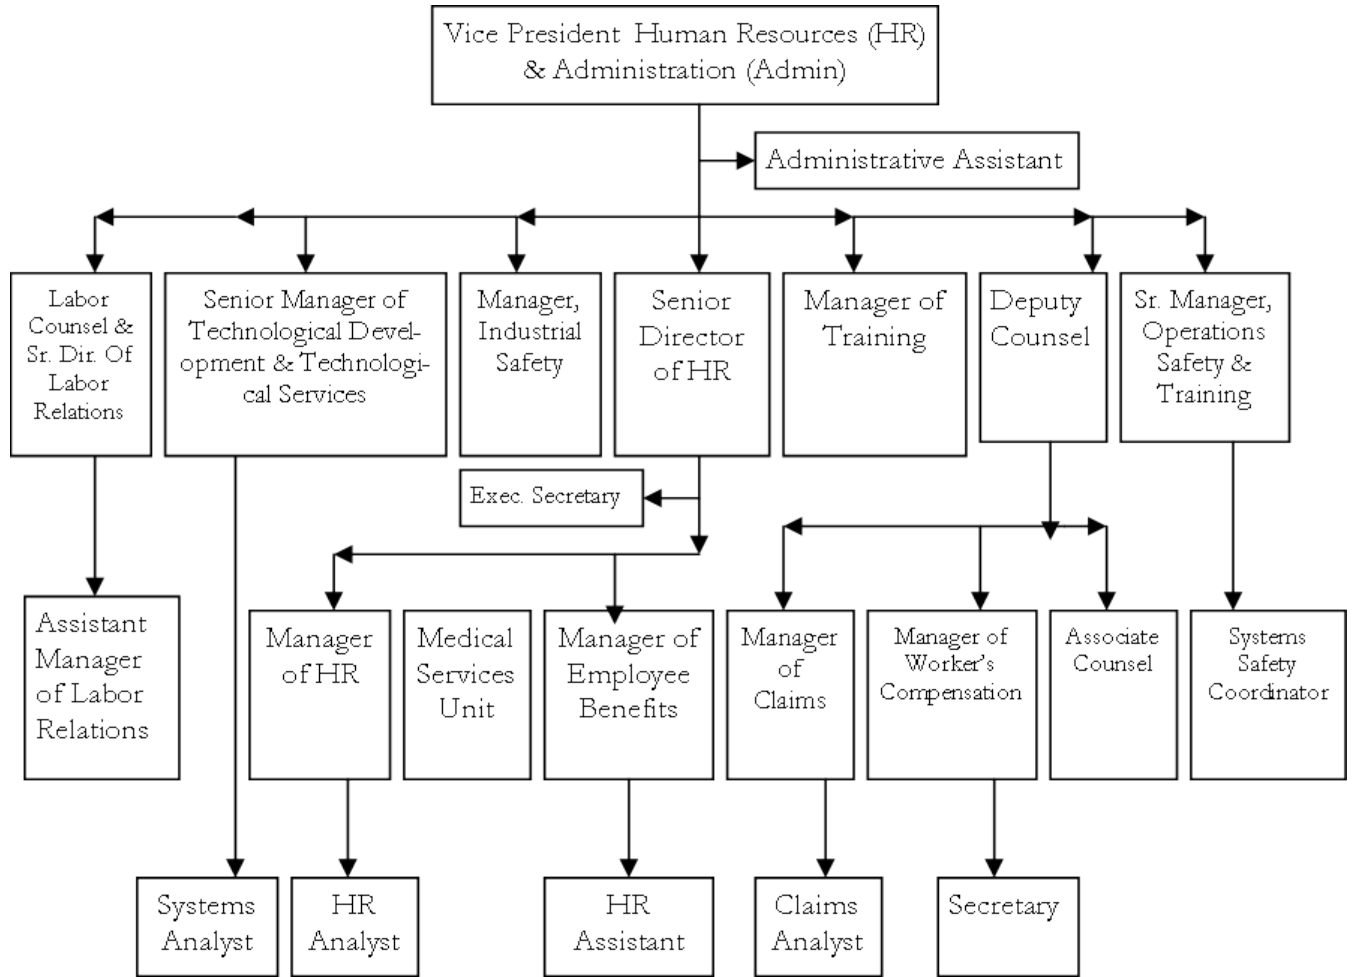 Vice President Human Resources (HR)
& Administration (Admin)
Administrative Assistant
Labor
Counsel &
Sr. Dir. Of
Labor
Relations
Senior Manager of
Technological Devel-
opment & Technologi-
cal Services
Manager,
Industrial
Safety
Senior
Director
of HR
Manager of
Training
Deputy
Counsel
Sr. Manager,
Operations
Safety &
Training
Exec. Secretary
Assistant
Manager
of Labor
Relations
Manager
of HR
Medical
Services
Unit
Manager of
Employee
Benefits
Manager
of
Claims
Manager of
Worker's
Compensation
Associate
Counsel
Systems
Safety
Coordinator
Systems
Analyst
HR
Analyst
HR
Assistant
Claims
Analyst
Secretary